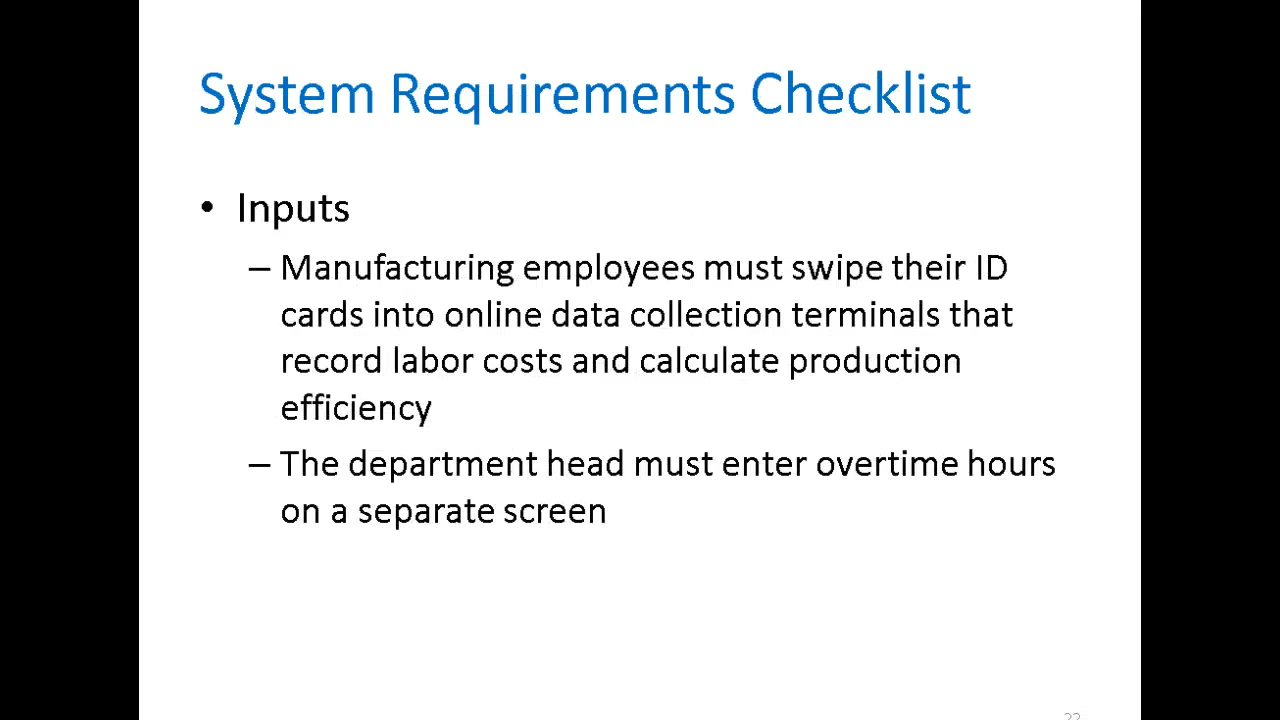 System Requirements Checklist
• Inputs
– Manufacturing employees must swipe their ID
cards into online data collection terminals that
record labor costs and calculate production
efficiency
– The department head must enter overtime hours
on a separate screen
22